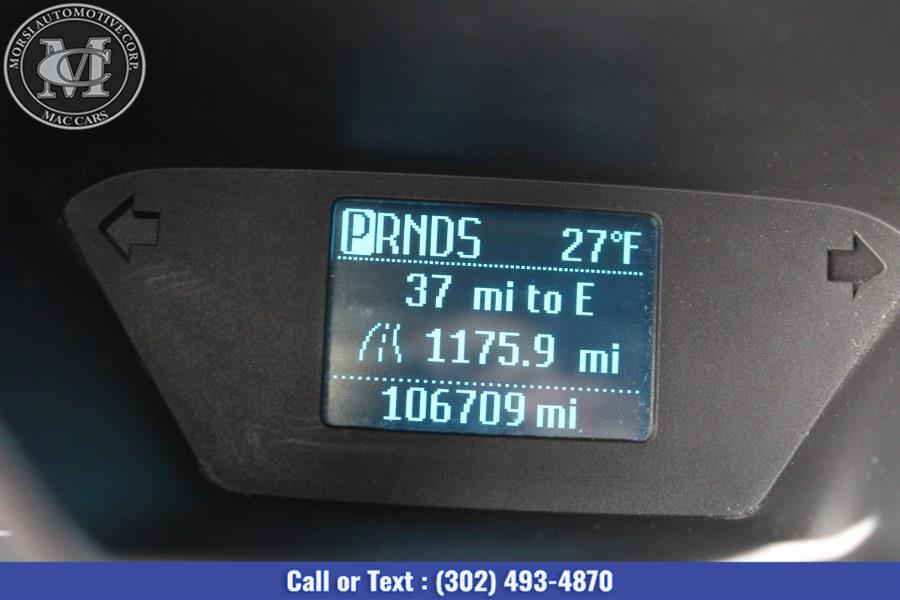 MORSI AUTOMOTIVE CORP.
MC
MAC CARS
PRNDS 27°F
37 mi to E
1175.9 mi
106709 mi
Call or Text : (302) 493-4870